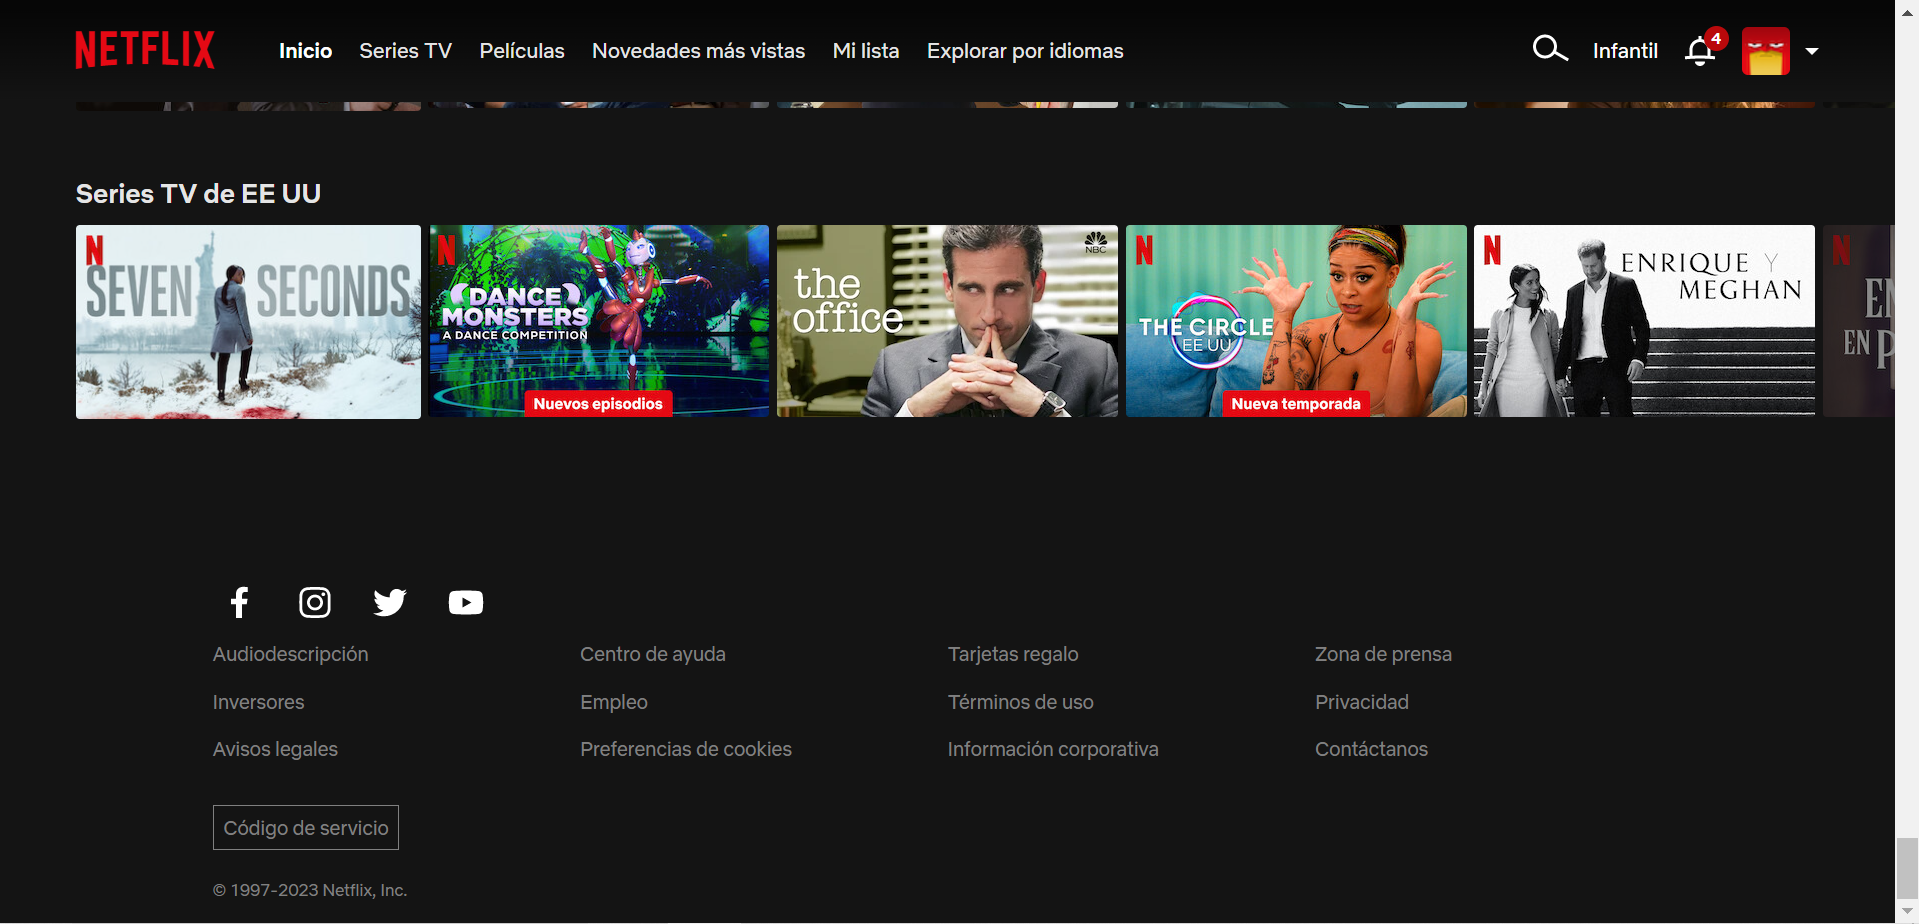 NETFLIX Inicio Series TV Películas Novedades más vistas Mi lista Explorar por idiomas Infantil 4
Series TV de EE UU
N
SEVEN SECONDS
N
DANCE
MONSTERS
A DANCE COMPETITION
Nuevos episodios
NBC
the
office
N
THE CIRCLE
EE UU
Nueva temporada
N
ENRIQUE Y
MEGHAN
N
EN P
Audiodescripción Centro de ayuda Tarjetas regalo Zona de prensa
Inversores Empleo Términos de uso Privacidad
Avisos legales Preferencias de cookies Información corporativa Contáctanos
Código de servicio
© 1997-2023 Netflix, Inc.